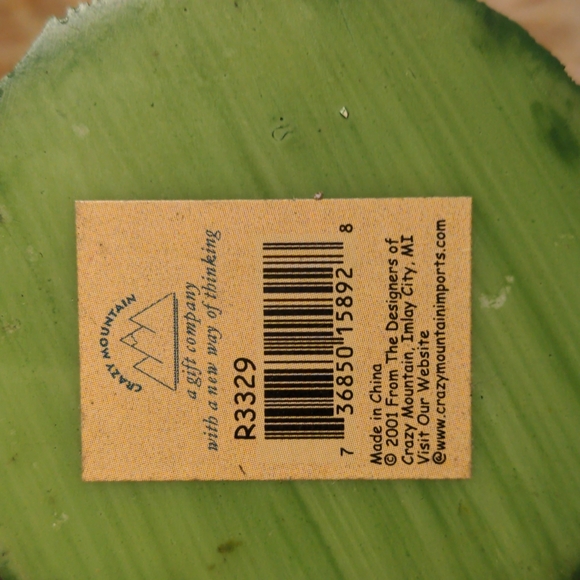 CRAZY MOUNTAIN
a gift company
with a new way of thinking
R3329
7 36850 15892 8
Made in China
© 2001 From The Designers of
Crazy Mountain, Imlay City, MI
Visit Our Website
@www.crazymountainimports.com